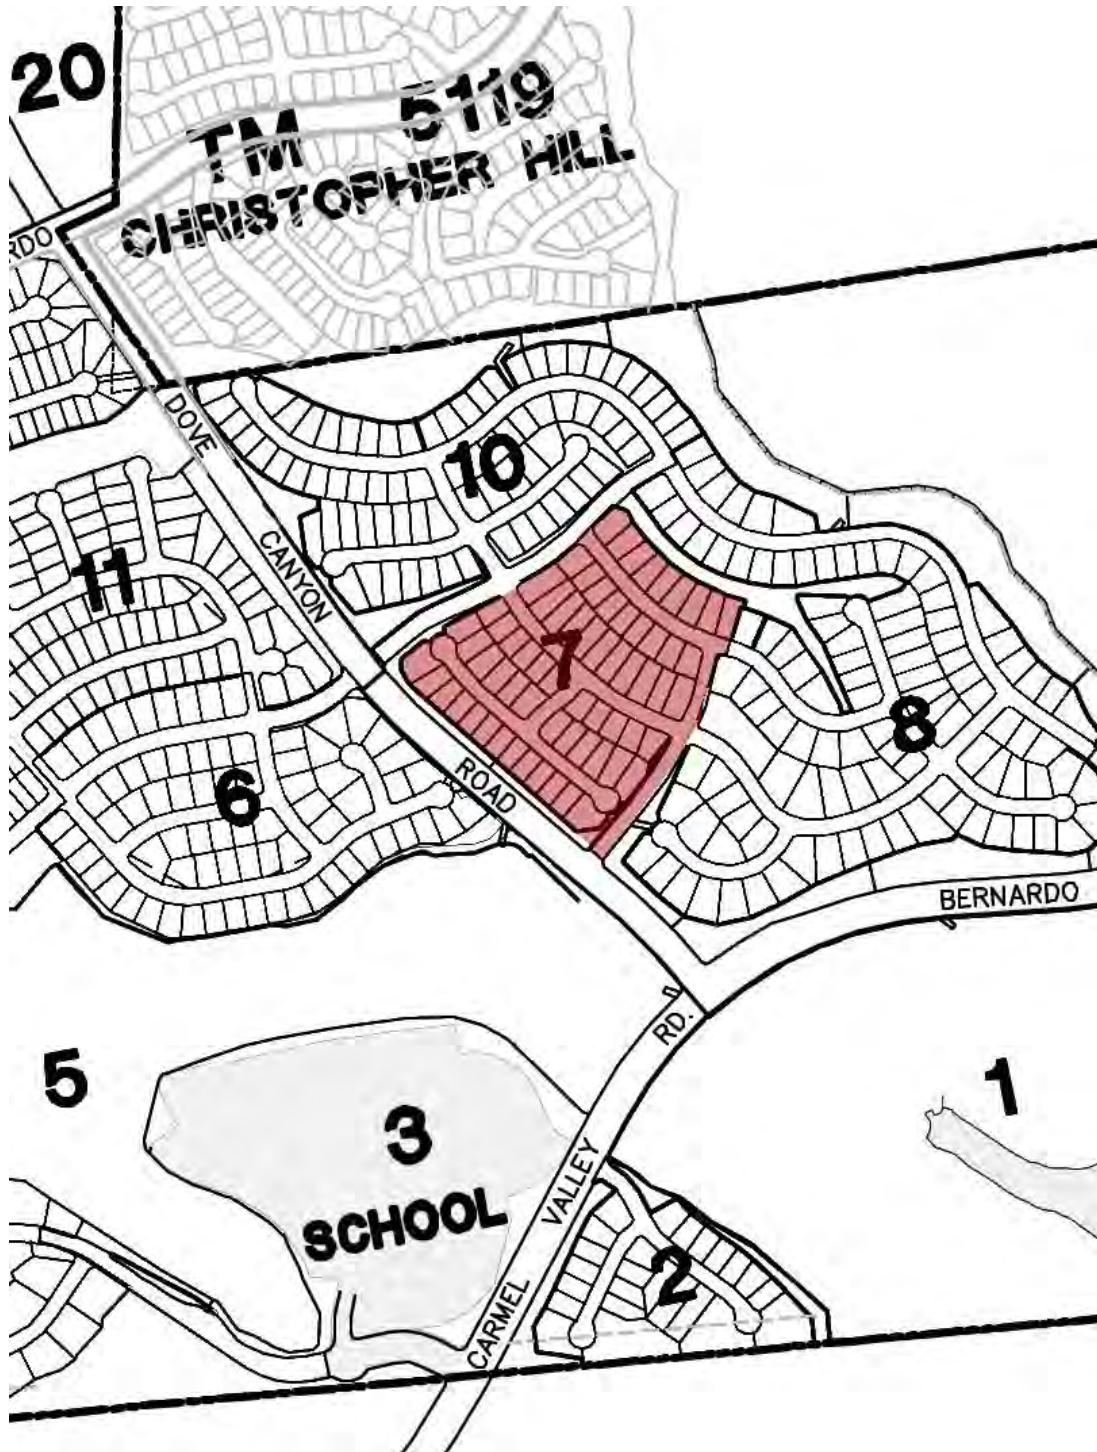 20
TM 5119
CHRISTOPHER HILL
RDO
DOVE
CANYON
ROAD
10
11
7
8
6
BERNARDO
RD.
5
3
SCHOOL
1
VALLEY
CARMEL
2